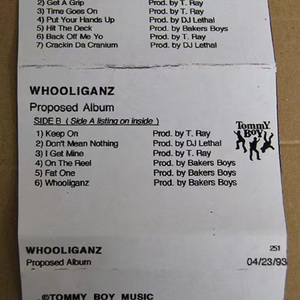 2) Get A Grip Prod. by T. Ray
3) Time Goes On Prod. by T. Ray
4) Put Your Hands Up Prod. by DJ Lethal
5) Hit The Deck Prod. by Bakers Boys
6) Back Off Me Yo Prod. by T. Ray
7) Crackin Da Cranium Prod. by DJ Lethal
WHOOLIGANZ
Proposed Album
SIDE B ( Side A listing on inside )
1) Keep On Prod. by T. Ray
2) Don't Mean Nothing Prod. by DJ Lethal
3) I Get Mine Prod. by T. Ray
4) On The Reel Prod. by Bakers Boys
5) Fat One Prod. by Bakers Boys
6) Whooliganz Prod. by Bakers Boys
TOMMY BOY
WHOOLIGANZ 251
Proposed Album 04/23/93
©TOMMY BOY MUSIC